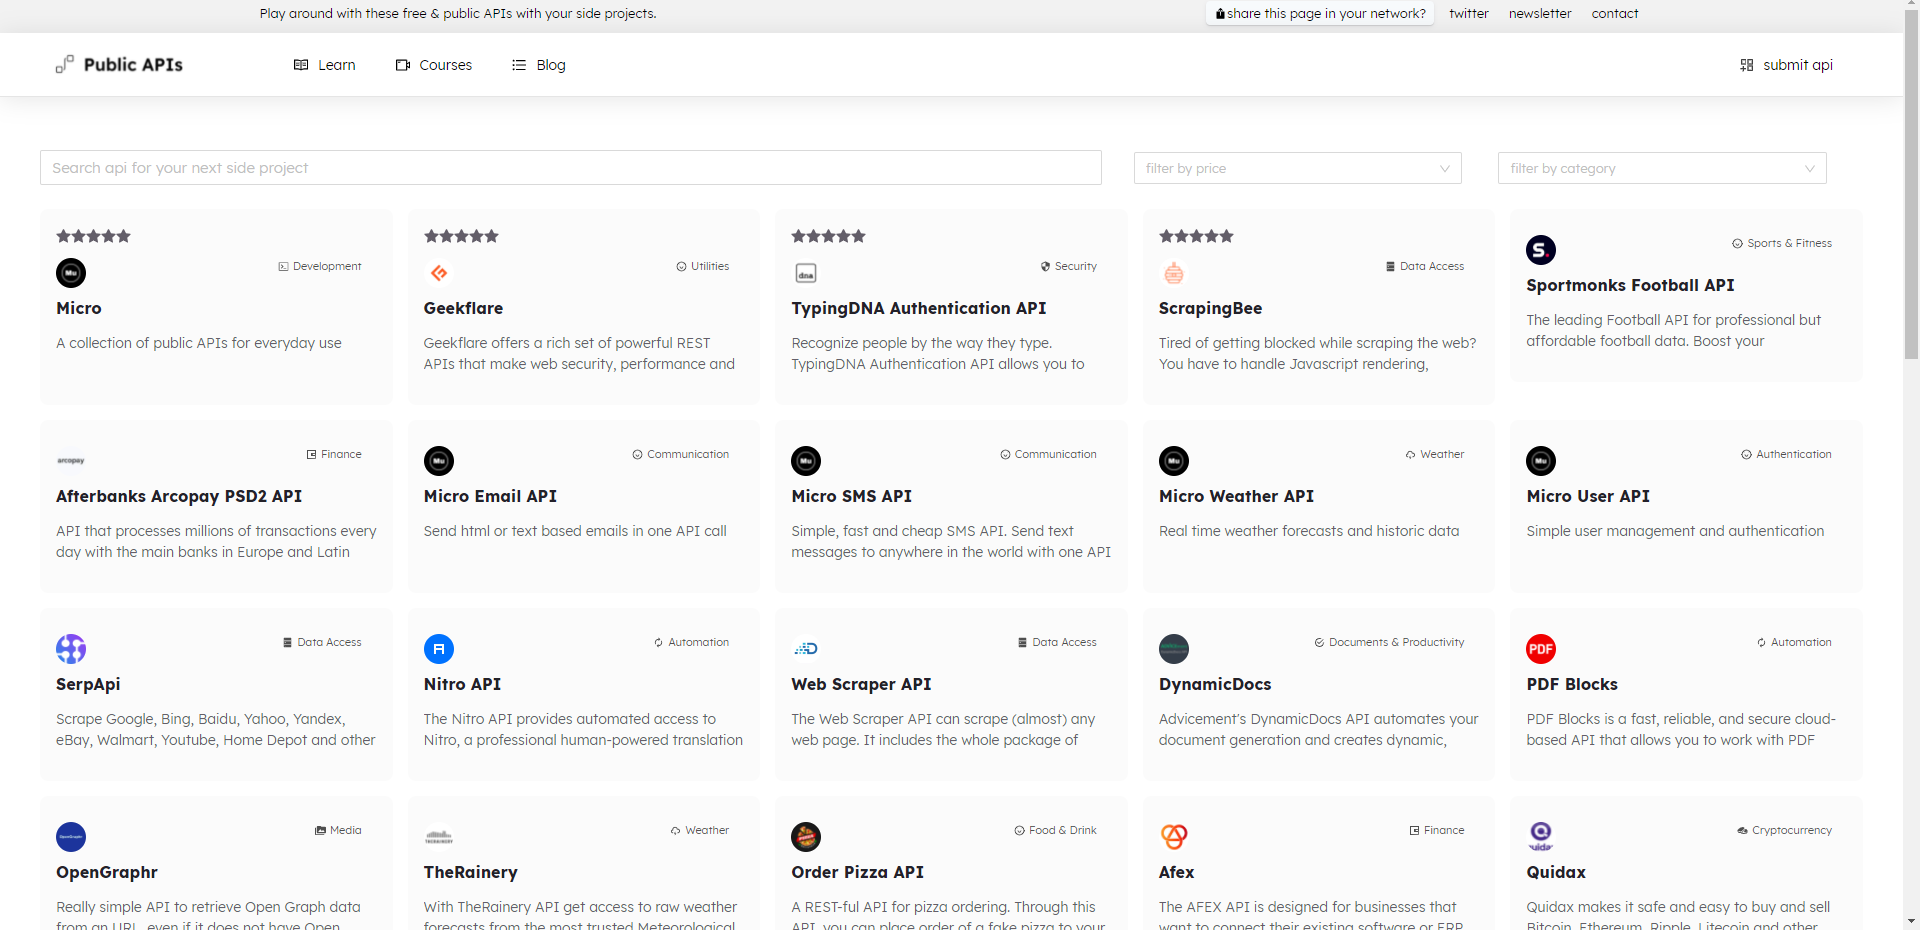 Play around with these free & public APIs with your side projects.
share this page in your network?
twitter
newsletter
contact
Public APIs
Learn
Courses
Blog
submit api
Search api for your next side project
filter by price
filter by category
Mu
Development
Micro
A collection of public APIs for everyday use
Utilities
Geekflare
Geekflare offers a rich set of powerful REST
APIs that make web security, performance and
dna
Security
TypingDNA Authentication API
Recognize people by the way they type.
TypingDNA Authentication API allows you to
Data Access
ScrapingBee
Tired of getting blocked while scraping the web?
You have to handle Javascript rendering,
S.
Sports & Fitness
Sportmonks Football API
The leading Football API for professional but
affordable football data. Boost your
arcopay
Finance
Afterbanks Arcopay PSD2 API
API that processes millions of transactions every
day with the main banks in Europe and Latin
Mu
Communication
Micro Email API
Send html or text based emails in one API call
Mu
Communication
Micro SMS API
Simple, fast and cheap SMS API. Send text
messages to anywhere in the world with one API
Mu
Weather
Micro Weather API
Real time weather forecasts and historic data
Mu
Authentication
Micro User API
Simple user management and authentication
Data Access
SerpApi
Scrape Google, Bing, Baidu, Yahoo, Yandex,
eBay, Walmart, Youtube, Home Depot and other
Automation
Nitro API
The Nitro API provides automated access to
Nitro, a professional human-powered translation
Data Access
Web Scraper API
The Web Scraper API can scrape (almost) any
web page. It includes the whole package of
Documents & Productivity
DynamicDocs
Advicement's DynamicDocs API automates your
document generation and creates dynamic,
PDF
Automation
PDF Blocks
PDF Blocks is a fast, reliable, and secure cloud-
based API that allows you to work with PDF
OpenGraphr
Media
OpenGraphr
Really simple API to retrieve Open Graph data
from an URL, even if it does not have Open
THERAINERY
Weather
TheRainery
With TheRainery API get access to raw weather
forecasts from the most trusted Meteorological
Food & Drink
Order Pizza API
A REST-ful API for pizza ordering. Through this
API, you can place order of a fake pizza to your
Finance
Afex
The AFEX API is designed for businesses that
want to connect their existing software or ERP
uida
Cryptocurrency
Quidax
Quidax makes it safe and easy to buy and sell
Bitcoin, Ethereum, Ripple, Litecoin and other